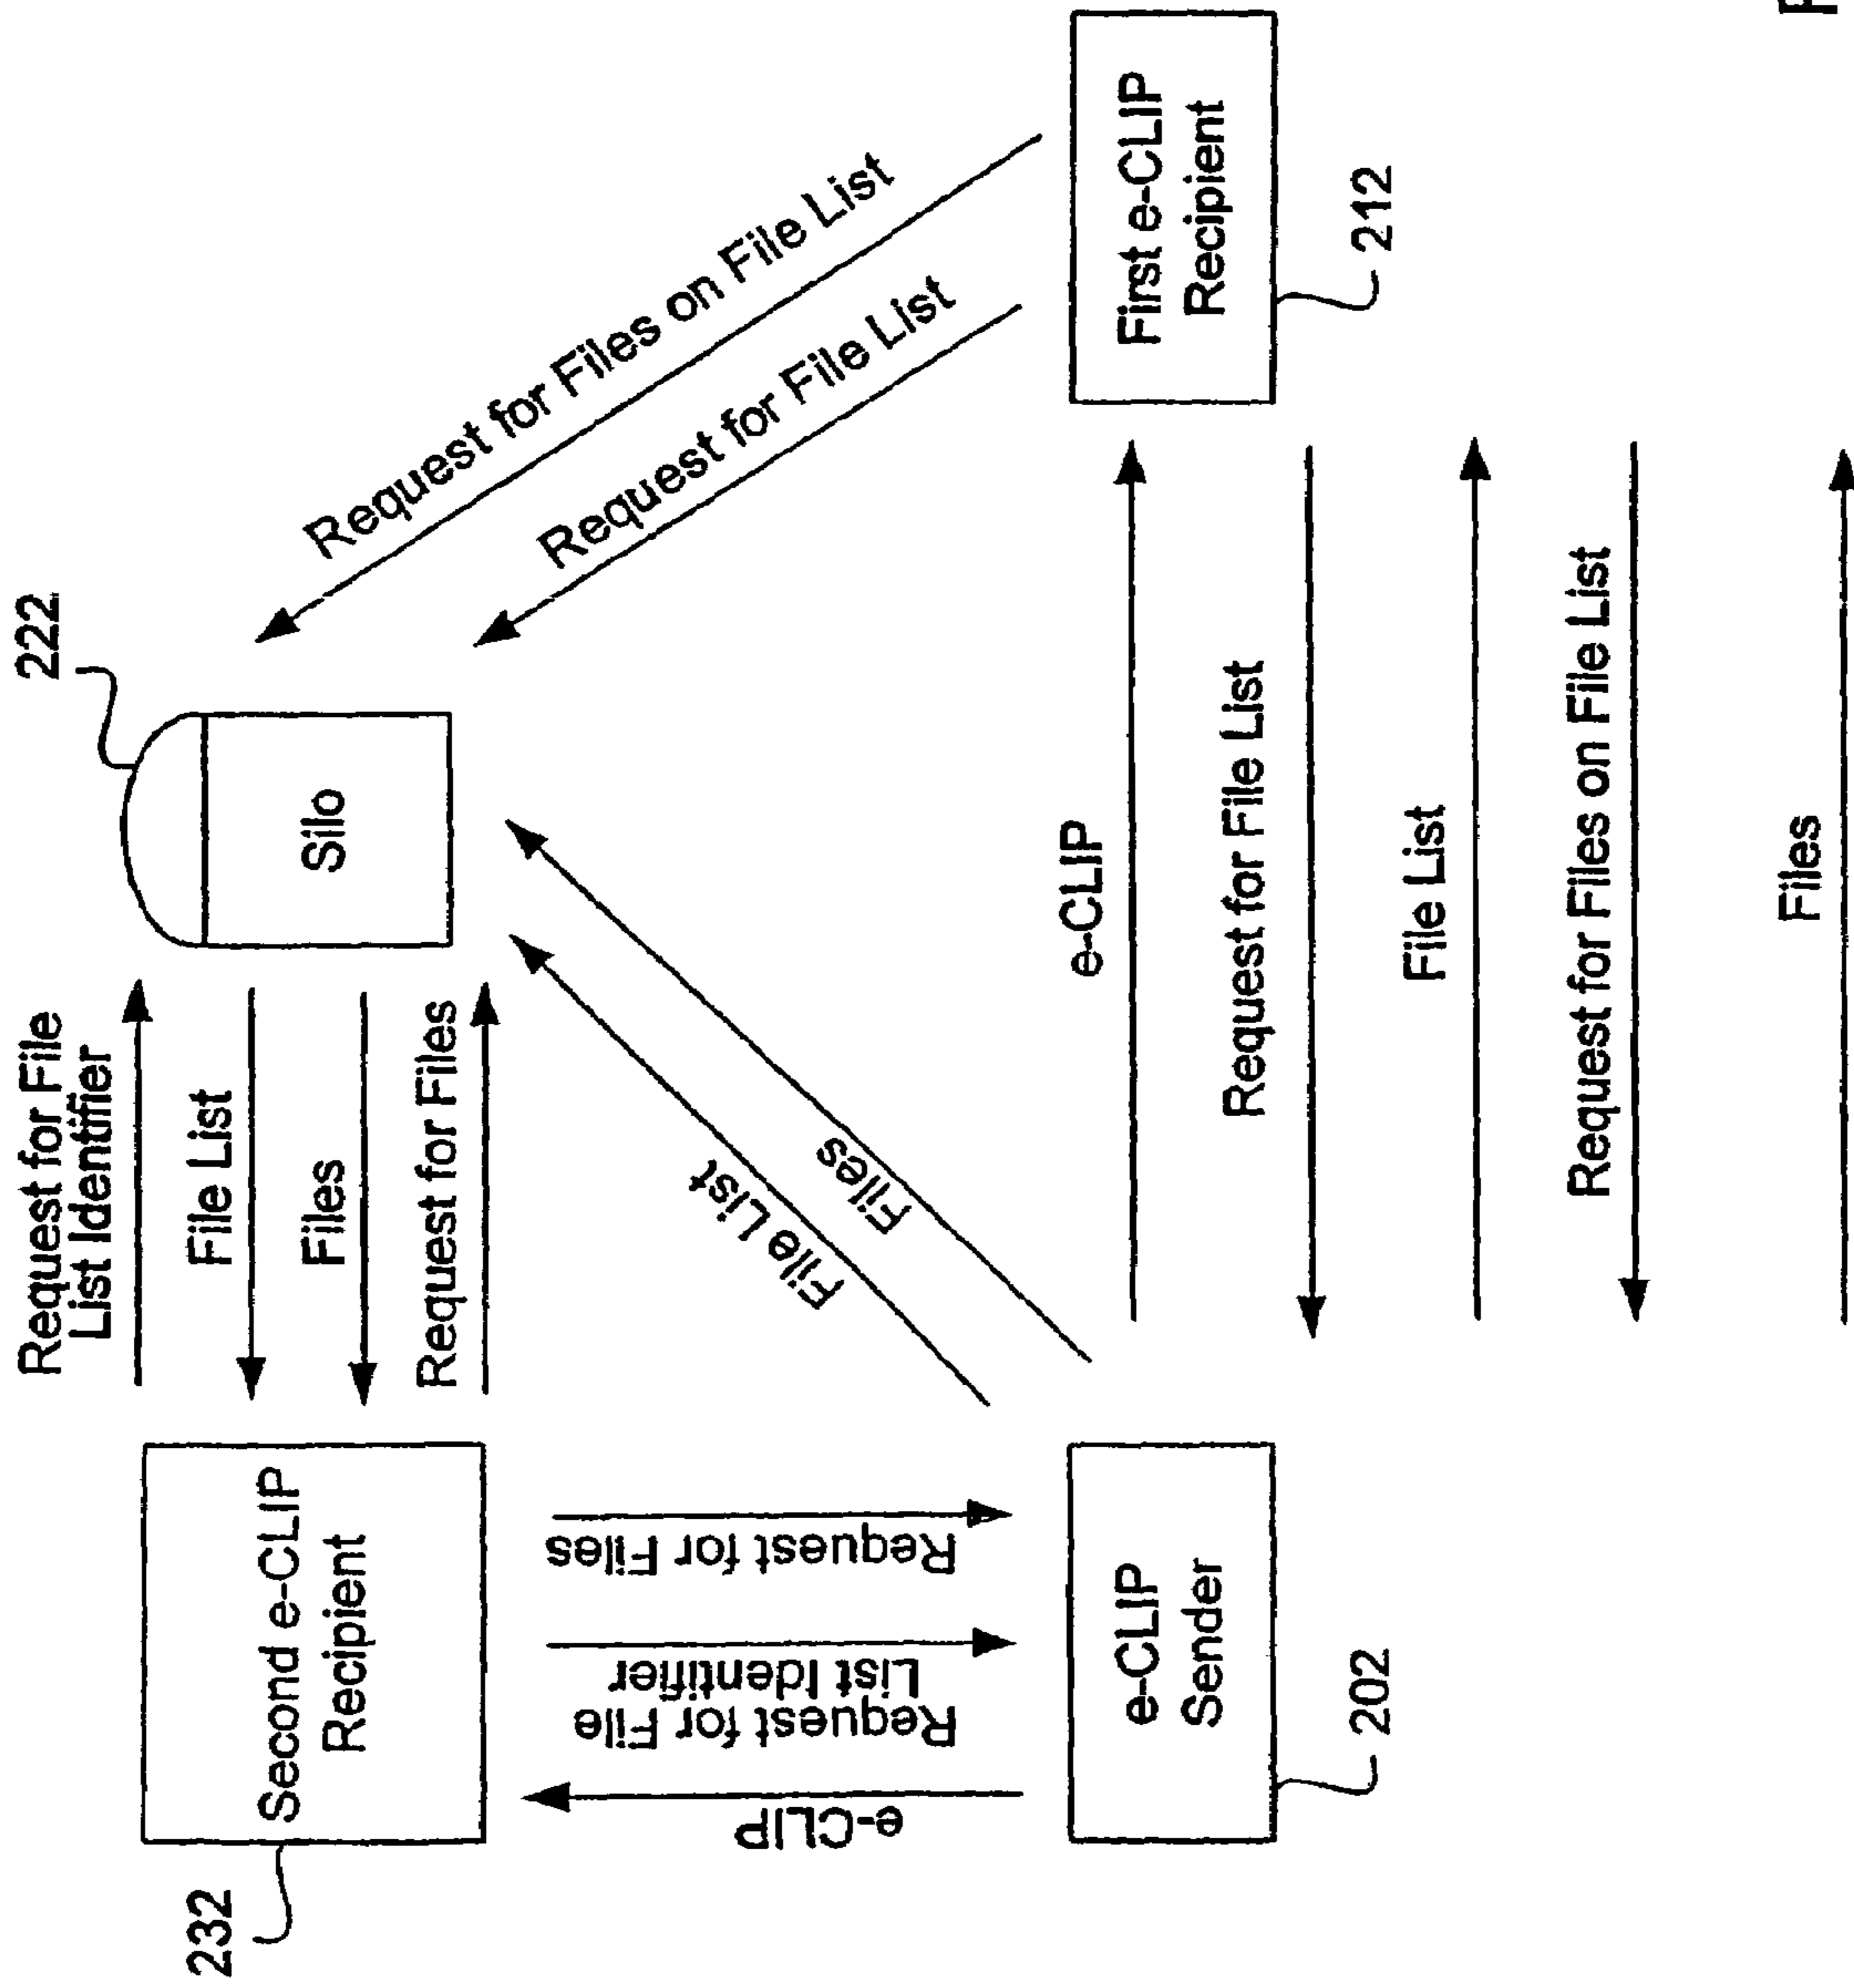 232
Second e-CLIP
Recipient
Request for File
List Identifier
File List
Files
Request for Files
222
Silo
Request for Files on File List
Request for File List
e-CLIP
Request for File
List Identifier
Request for Files
File List
Files
e-CLIP
Sender
202
e-CLIP
Request for File List
File List
Request for Files on File List
Files
First e-CLIP
Recipient
212